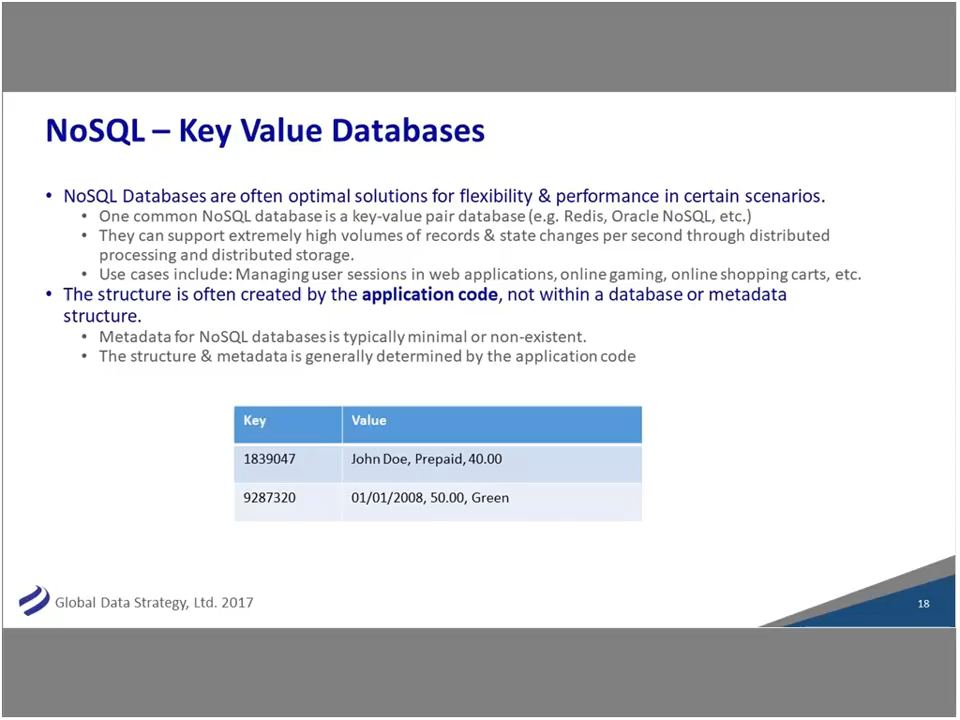 NoSQL – Key Value Databases
• NoSQL Databases are often optimal solutions for flexibility & performance in certain scenarios.
• One common NoSQL database is a key-value pair database (e.g. Redis, Oracle NoSQL, etc.)
• They can support extremely high volumes of records & state changes per second through distributed
processing and distributed storage.
• Use cases include: Managing user sessions in web applications, online gaming, online shopping carts, etc.
• The structure is often created by the application code, not within a database or metadata
structure.
• Metadata for NoSQL databases is typically minimal or non-existent.
• The structure & metadata is generally determined by the application code
Key Value
1839047 John Doe, Prepaid, 40.00
9287320 01/01/2008, 50.00, Green
Global Data Strategy, Ltd. 2017
18